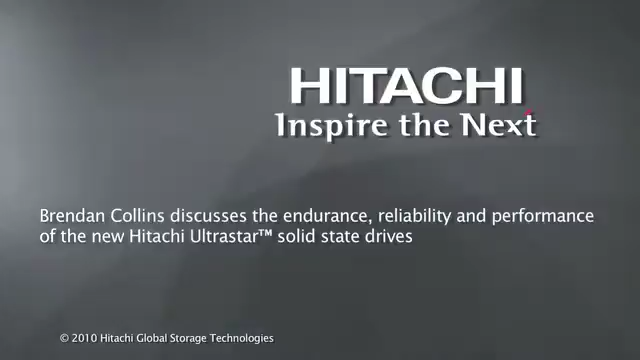 HITACHI
Inspire the Next
Brendan Collins discusses the endurance, reliability and performance
of the new Hitachi Ultrastar™ solid state drives
© 2010 Hitachi Global Storage Technologies